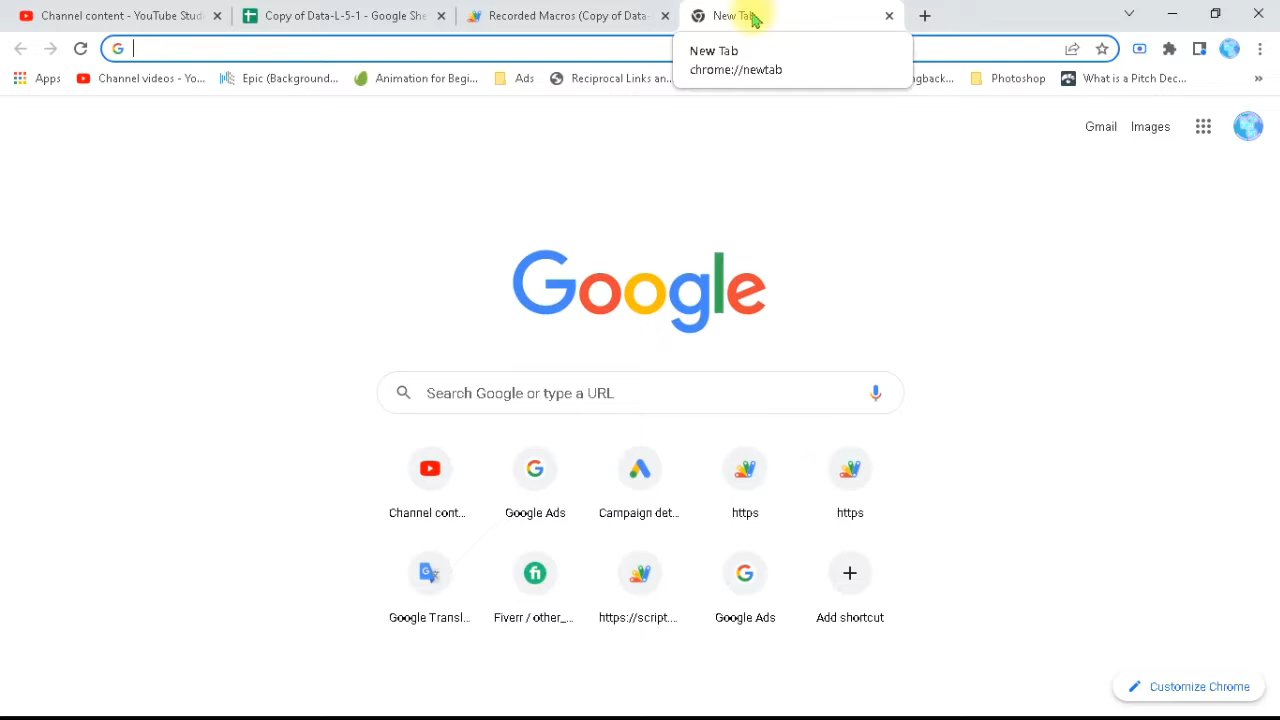 Channel content - YouTube Studi
Copy of Data-L-5-1 - Google She
Recorded Macros (Copy of Data-
New Tab
New Tab
chrome://newtab
Apps
Channel videos - Yo...
Epic (Background...
Animation for Begi...
Ads
Reciprocal Links an...
ngback...
Photoshop
What is a Pitch Dec...
»
Gmail
Images
Google
Search Google or type a URL
Channel cont...
Google Ads
Campaign det...
https
https
Google Transl...
Fiverr / other_...
https://script....
Google Ads
Add shortcut
Customize Chrome